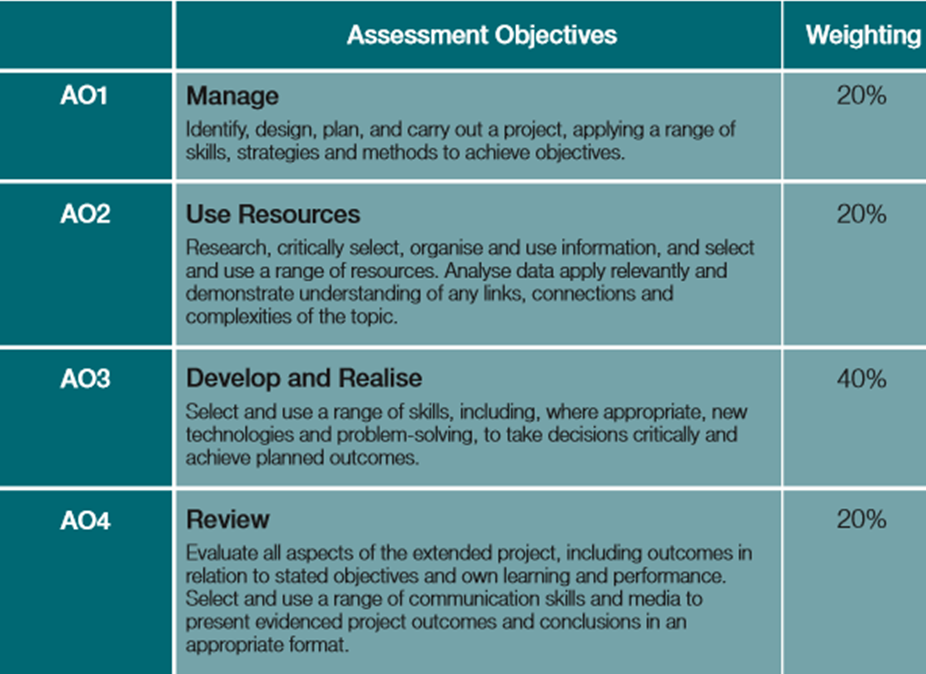 Assessment Objectives Weighting
AO1 Manage 20%
Identify, design, plan, and carry out a project, applying a range of
skills, strategies and methods to achieve objectives.
AO2 Use Resources 20%
Research, critically select, organise and use information, and select
and use a range of resources. Analyse data apply relevantly and
demonstrate understanding of any links, connections and
complexities of the topic.
AO3 Develop and Realise 40%
Select and use a range of skills, including, where appropriate, new
technologies and problem-solving, to take decisions critically and
achieve planned outcomes.
AO4 Review 20%
Evaluate all aspects of the extended project, including outcomes in
relation to stated objectives and own learning and performance.
Select and use a range of communication skills and media to
present evidenced project outcomes and conclusions in an
appropriate format.